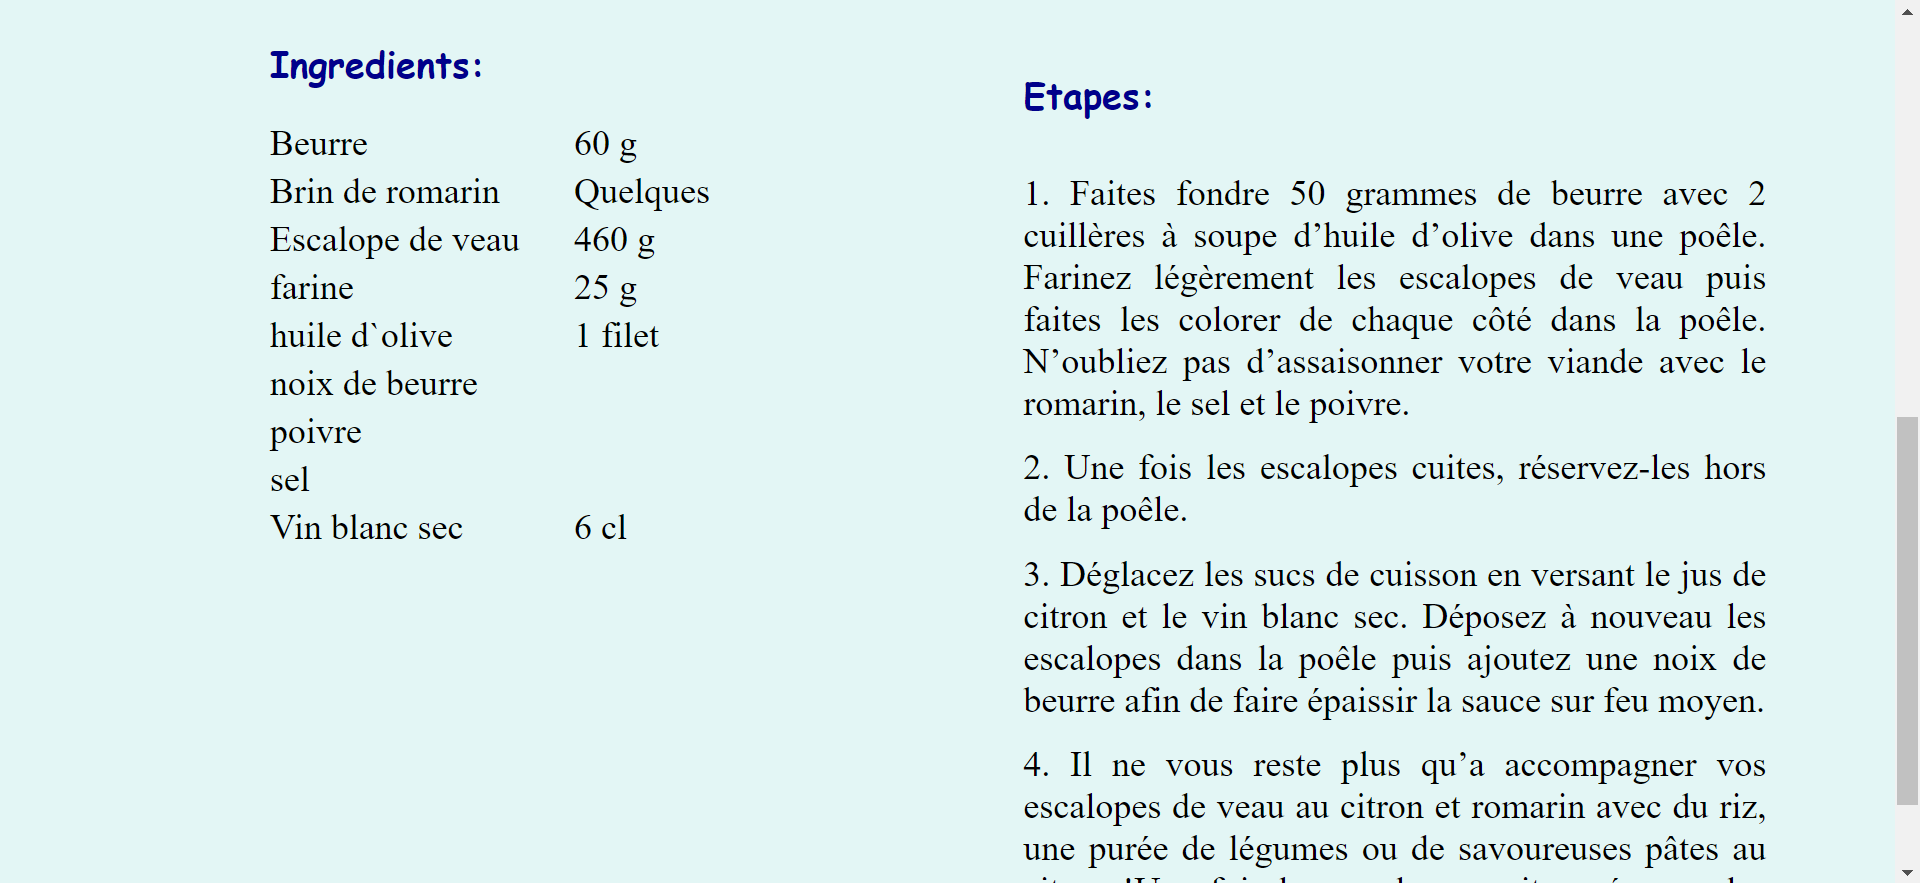 Ingredients:
Beurre 60 g
Brin de romarin Quelques
Escalope de veau 460 g
farine 25 g
huile d`olive 1 filet
noix de beurre
poivre
sel
Vin blanc sec 6 cl
Etapes:
1. Faites fondre 50 grammes de beurre avec 2
cuillères à soupe d’huile d’olive dans une poêle.
Farinez légèrement les escalopes de veau puis
faites les colorer de chaque côté dans la poêle.
N’oubliez pas d’assaisonner votre viande avec le
romarin, le sel et le poivre.
2. Une fois les escalopes cuites, réservez-les hors
de la poêle.
3. Déglacez les sucs de cuisson en versant le jus de
citron et le vin blanc sec. Déposez à nouveau les
escalopes dans la poêle puis ajoutez une noix de
beurre afin de faire épaissir la sauce sur feu moyen.
4. Il ne vous reste plus qu’a accompagner vos
escalopes de veau au citron et romarin avec du riz,
une purée de légumes ou de savoureuses pâtes au